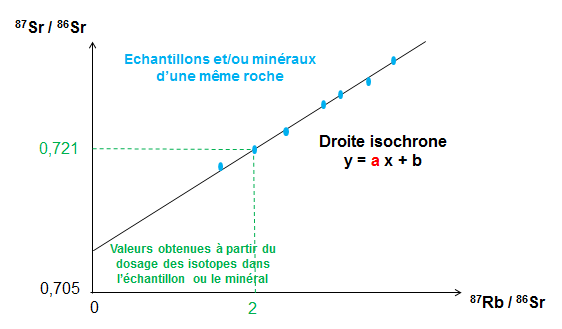 ⁸⁷Sr / ⁸⁶Sr
Echantillons et/ou minéraux
d'une même roche
0,721
Droite isochrone
y = a x + b
Valeurs obtenues à partir du
dosage des isotopes dans
l'échantillon ou le minéral
0,705
0
2
⁸⁷Rb / ⁸⁶Sr